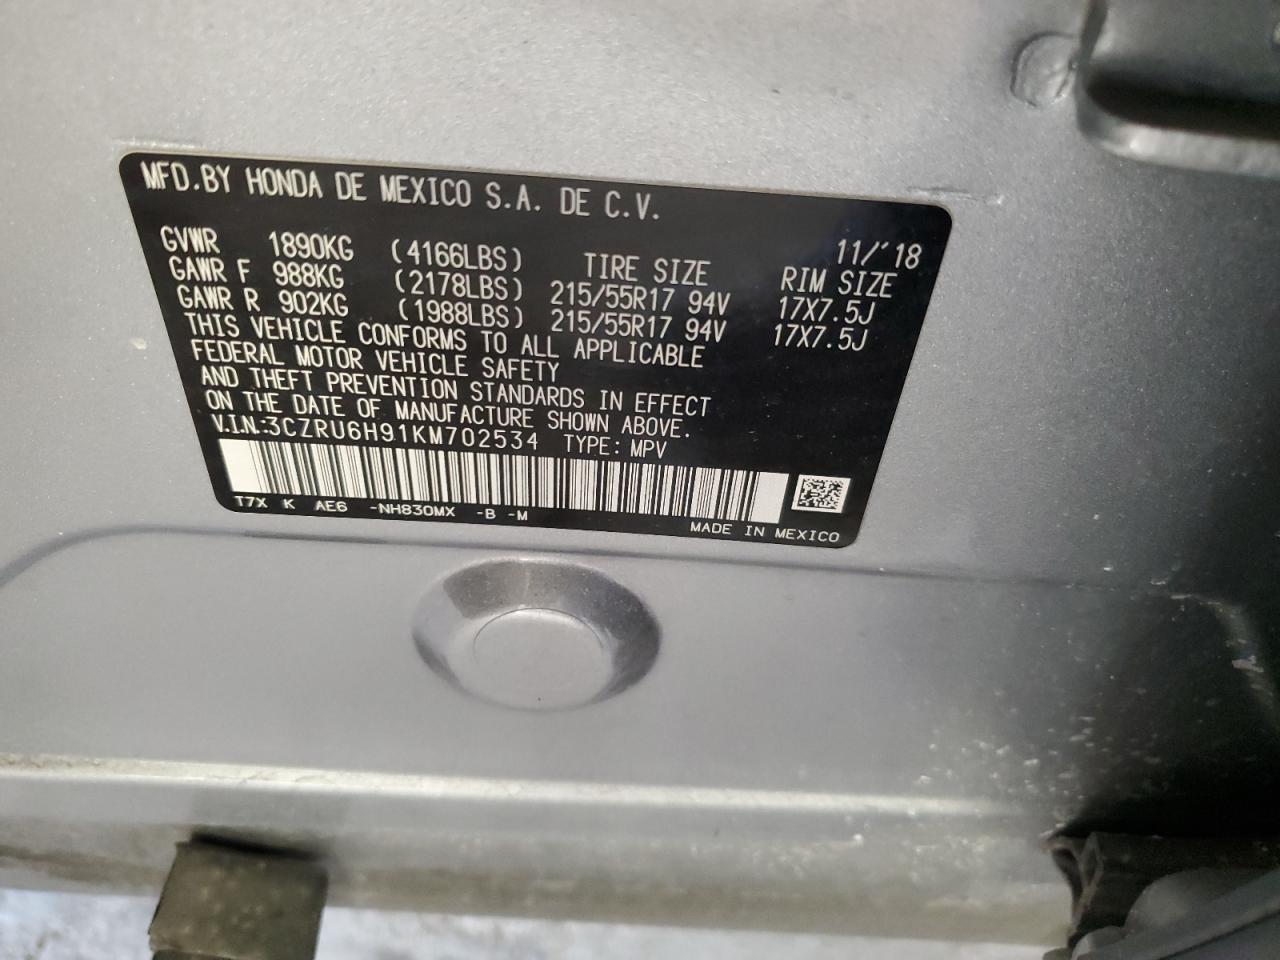 MFD.BY HONDA DE MEXICO S.A. DE C.V.
11/'18
GVWR 1890KG (4166LBS) TIRE SIZE RIM SIZE
GAWR F 988KG (2178LBS) 215/55R17 94V 17X7.5J
GAWR R 902KG (1988LBS) 215/55R17 94V 17X7.5J
THIS VEHICLE CONFORMS TO ALL APPLICABLE
FEDERAL MOTOR VEHICLE SAFETY
AND THEFT PREVENTION STANDARDS IN EFFECT
ON THE DATE OF MANUFACTURE SHOWN ABOVE.
V.I.N.:3CZRU6H91KM702534 TYPE: MPV
T7X K AE6 -NH830MX -B -M
MADE IN MEXICO